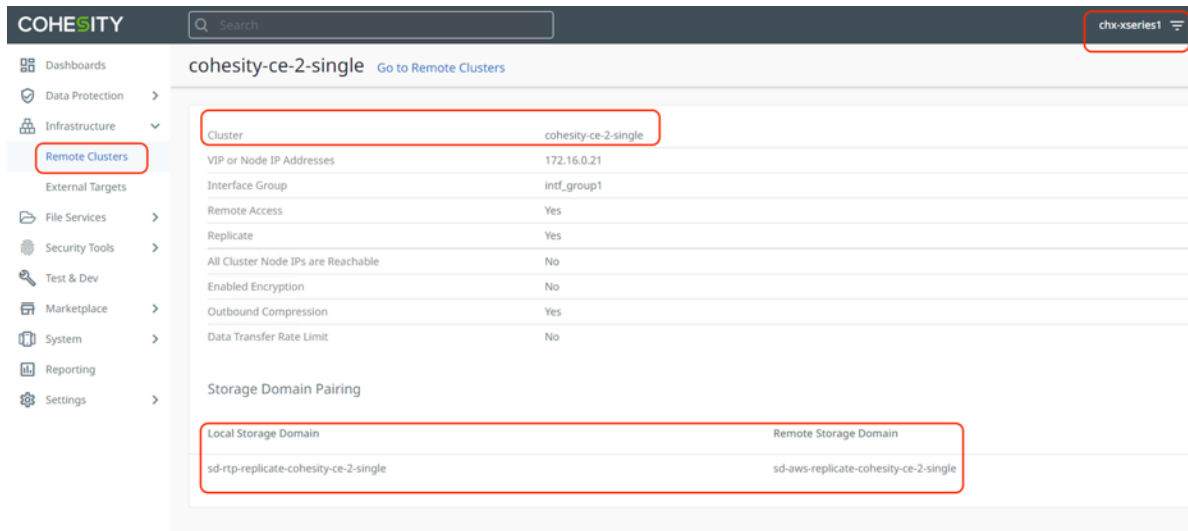 COHESITY
Search
chx-xseries1
Dashboards
Data Protection
Infrastructure
Remote Clusters
External Targets
File Services
Security Tools
Test & Dev
Marketplace
System
Reporting
Settings
cohesity-ce-2-single Go to Remote Clusters
Cluster cohesity-ce-2-single
VIP or Node IP Addresses 172.16.0.21
Interface Group intf_group1
Remote Access Yes
Replicate Yes
All Cluster Node IPs are Reachable No
Enabled Encryption No
Outbound Compression Yes
Data Transfer Rate Limit No
Storage Domain Pairing
Local Storage Domain Remote Storage Domain
sd-rtp-replicate-cohesity-ce-2-single sd-aws-replicate-cohesity-ce-2-single